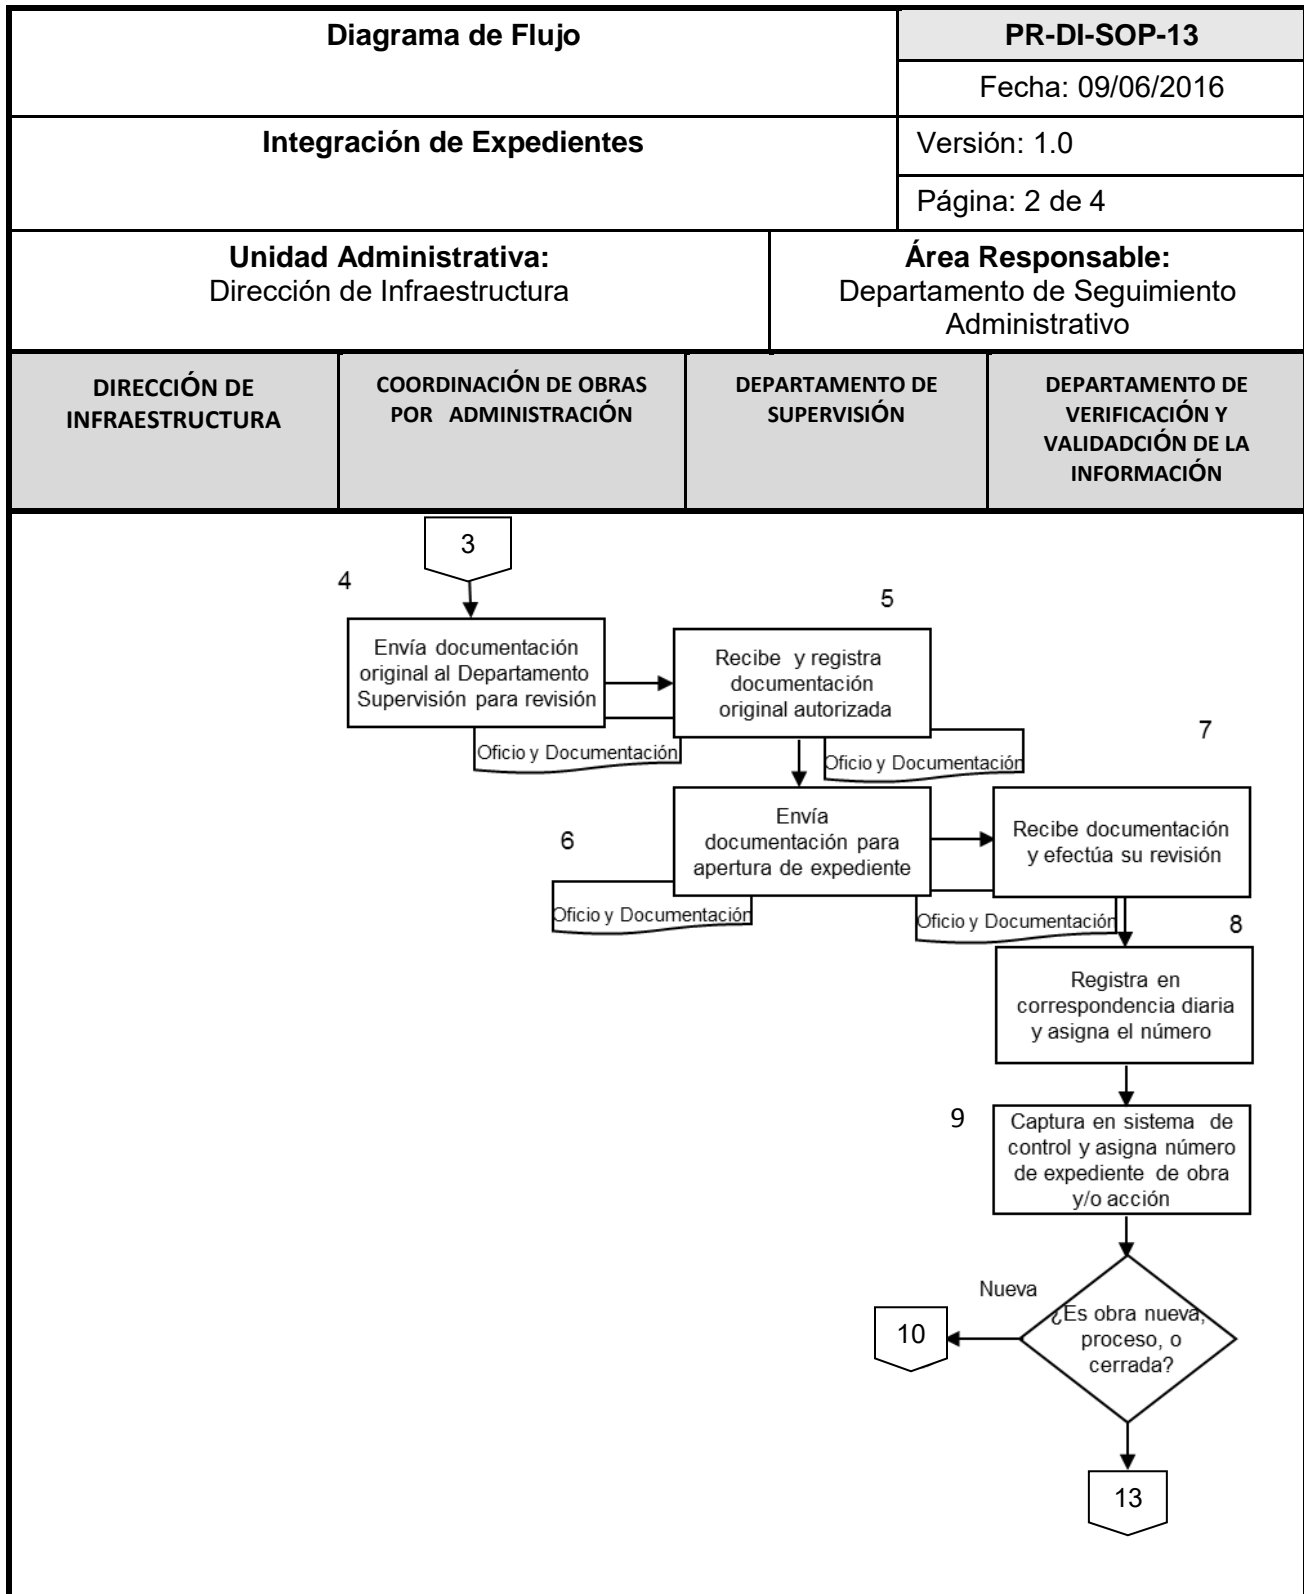 Diagrama de Flujo
PR-DI-SOP-13
Fecha: 09/06/2016
Integración de Expedientes
Versión: 1.0
Página: 2 de 4
Unidad Administrativa:
Dirección de Infraestructura
Área Responsable:
Departamento de Seguimiento
Administrativo
DIRECCIÓN DE
INFRAESTRUCTURA
COORDINACIÓN DE OBRAS
POR ADMINISTRACIÓN
DEPARTAMENTO DE
SUPERVISIÓN
DEPARTAMENTO DE
VERIFICACIÓN Y
VALIDADCIÓN DE LA
INFORMACIÓN
3
4
Envía documentación
original al Departamento
Supervisión para revisión
Oficio y Documentación
5
Recibe y registra
documentación
original autorizada
Oficio y Documentación
6
Envía
documentación para
apertura de expediente
Oficio y Documentación
7
Recibe documentación
y efectúa su revisión
Oficio y Documentación
8
Registra en
correspondencia diaria
y asigna el número
9
Captura en sistema de
control y asigna número
de expediente de obra
y/o acción
Nueva
¿Es obra nueva,
proceso, o
cerrada?
10
13